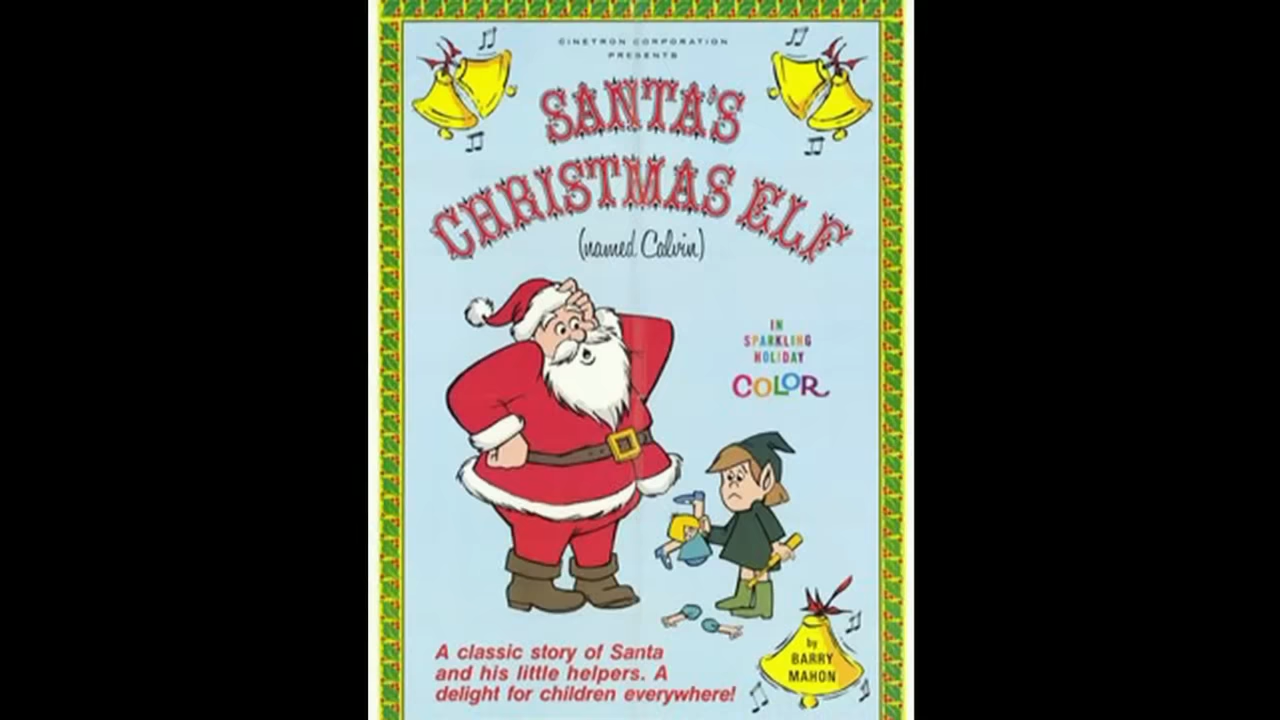 CINETRON CORPORATION
PRESENTS
SANTA'S
CHRISTMAS ELF
(named Calvin)
IN
SPARKLING
HOLIDAY
COLOR
A classic story of Santa
and his little helpers. A
delight for children everywhere!
by
BARRY
MAHON